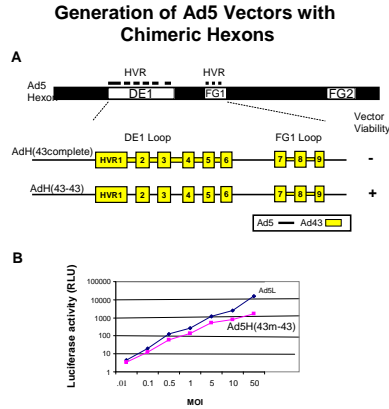 Generation of Ad5 Vectors with
Chimeric Hexons
A
HVR HVR
Ad5
Hexon
DE1 FG1 FG2
DE1 Loop FG1 Loop
Vector
Viability
AdH(43complete)
HVR1 2 3 4 5 6 7 8 9 -
AdH(43-43)
HVR1 2 3 4 5 6 7 8 9 +
Ad5 Ad43
B
Luciferase activity (RLU)
100000
10000
1000
100
10
1
Ad5L
Ad5H(43m-43)
.01 0.1 0.5 1 5 10 50
MOI